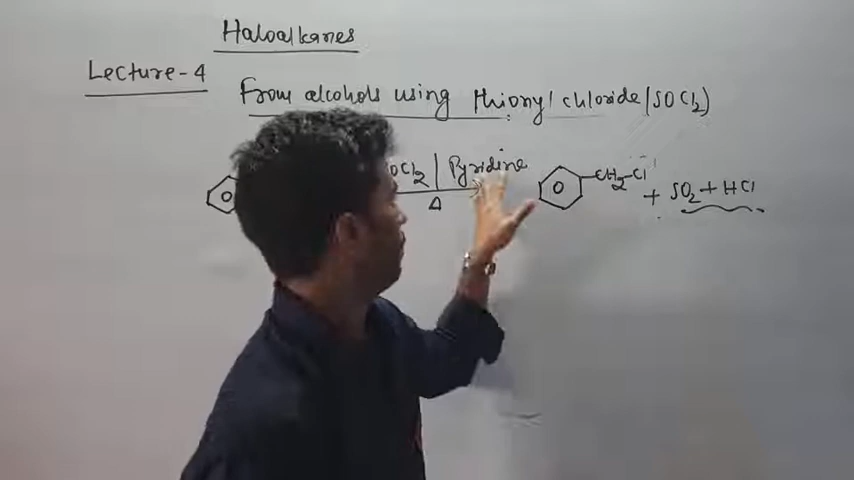 Haloalkanes
Lecture-4
From alcohols using thionyl chloride (SOCl₂)
OCl₂ | Pyridine
Δ
CH₂-Cl + SO₂ + HCl